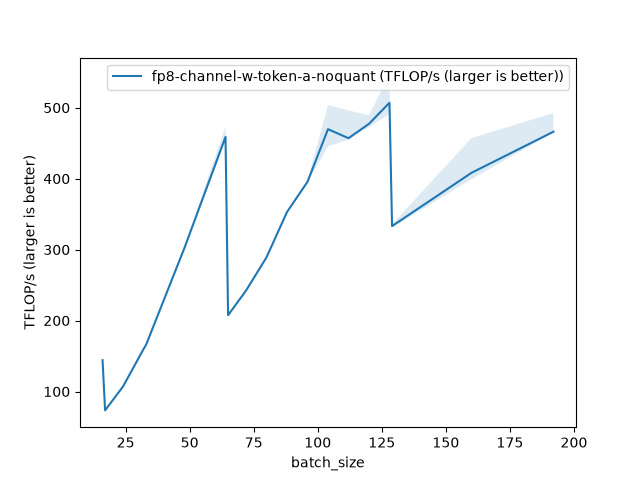 fp8-channel-w-token-a-noquant (TFLOP/s (larger is better))
TFLOP/s (larger is better)
500
400
300
200
100
25 50 75 100 125 150 175 200
batch_size